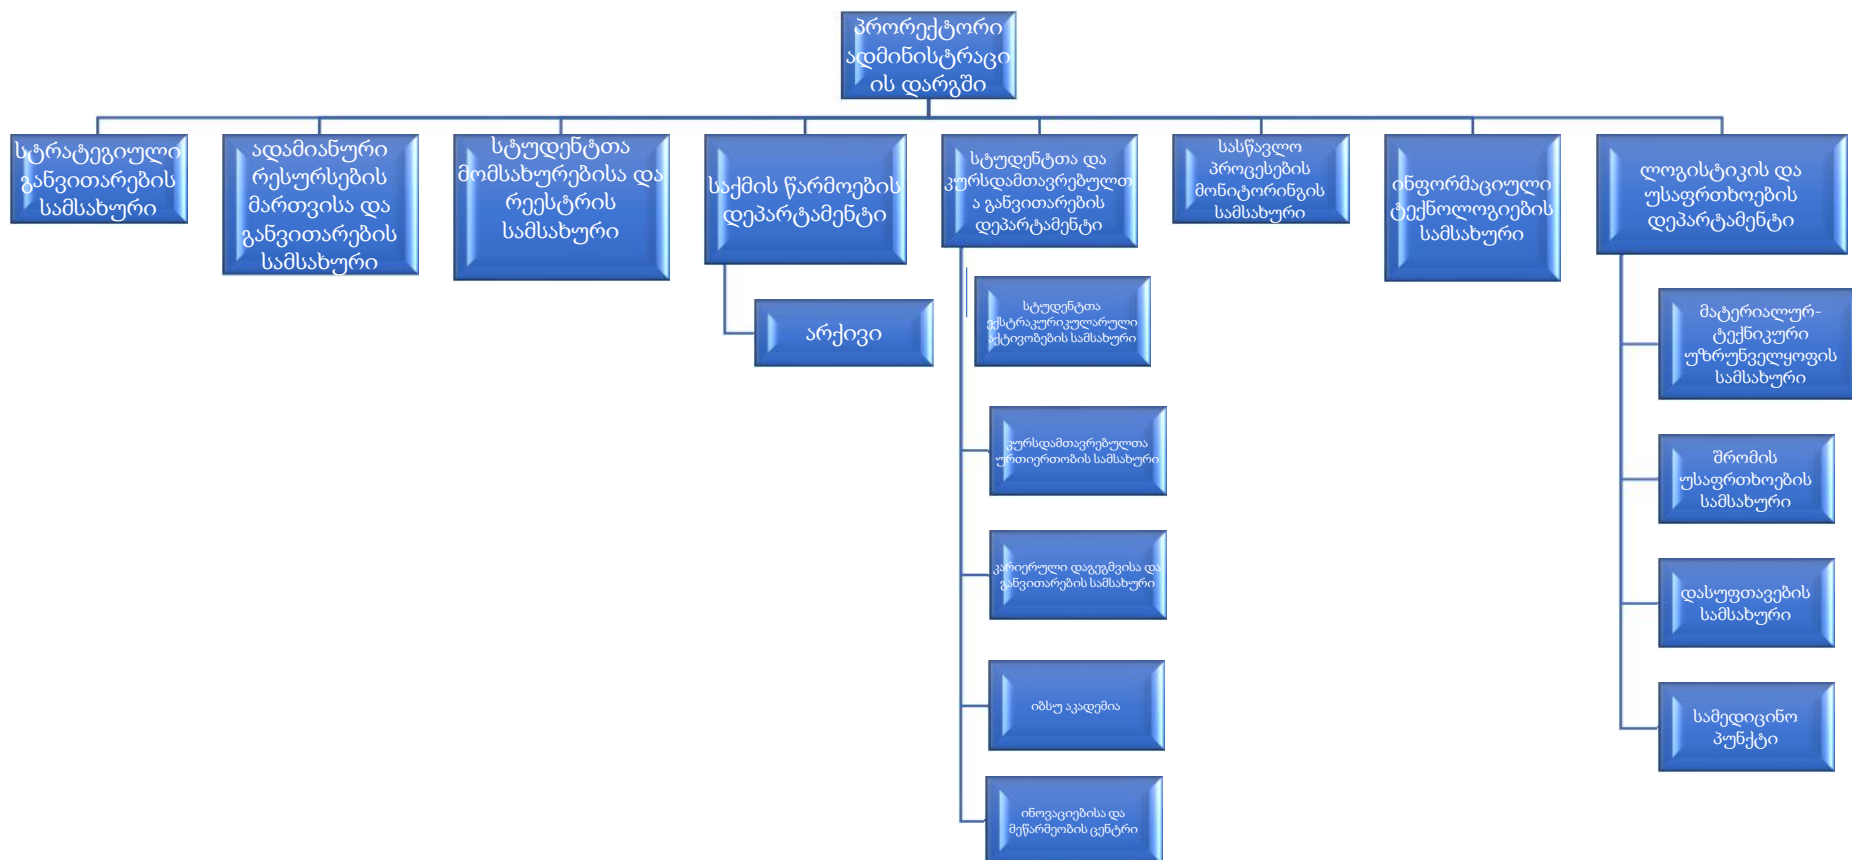 პრორექტორი
ადმინისტრაცი
ის დარგში
სტრატეგიული
განვითარების
სამსახური
ადამიანური
რესურსების
მართვისა და
განვითარების
სამსახური
სტუდენტთა
მომსახურებისა და
რეესტრის
სამსახური
საქმის წარმოების
დეპარტამენტი
არქივი
სტუდენტთა და
კურსდამთავრებულთ
ა განვითარების
დეპარტამენტი
სტუდენტთა
ექსტრაკურიკულარული
აქტივობების სამსახური
კურსდამთავრებულთა
ურთიერთობის სამსახური
კარიერული დაგეგმვისა და
განვითარების სამსახური
იბსუ აკადემია
ინოვაციებისა და
მეწარმეობის ცენტრი
სასწავლო
პროცესების
მონიტორინგის
სამსახური
ინფორმაციული
ტექნოლოგიების
სამსახური
ლოგისტიკის და
უსაფრთხოების
დეპარტამენტი
მატერიალურ-
ტექნიკური
უზრუნველყოფის
სამსახური
შრომის
უსაფრთხოების
სამსახური
დასუფთავების
სამსახური
სამედიცინო
პუნქტი